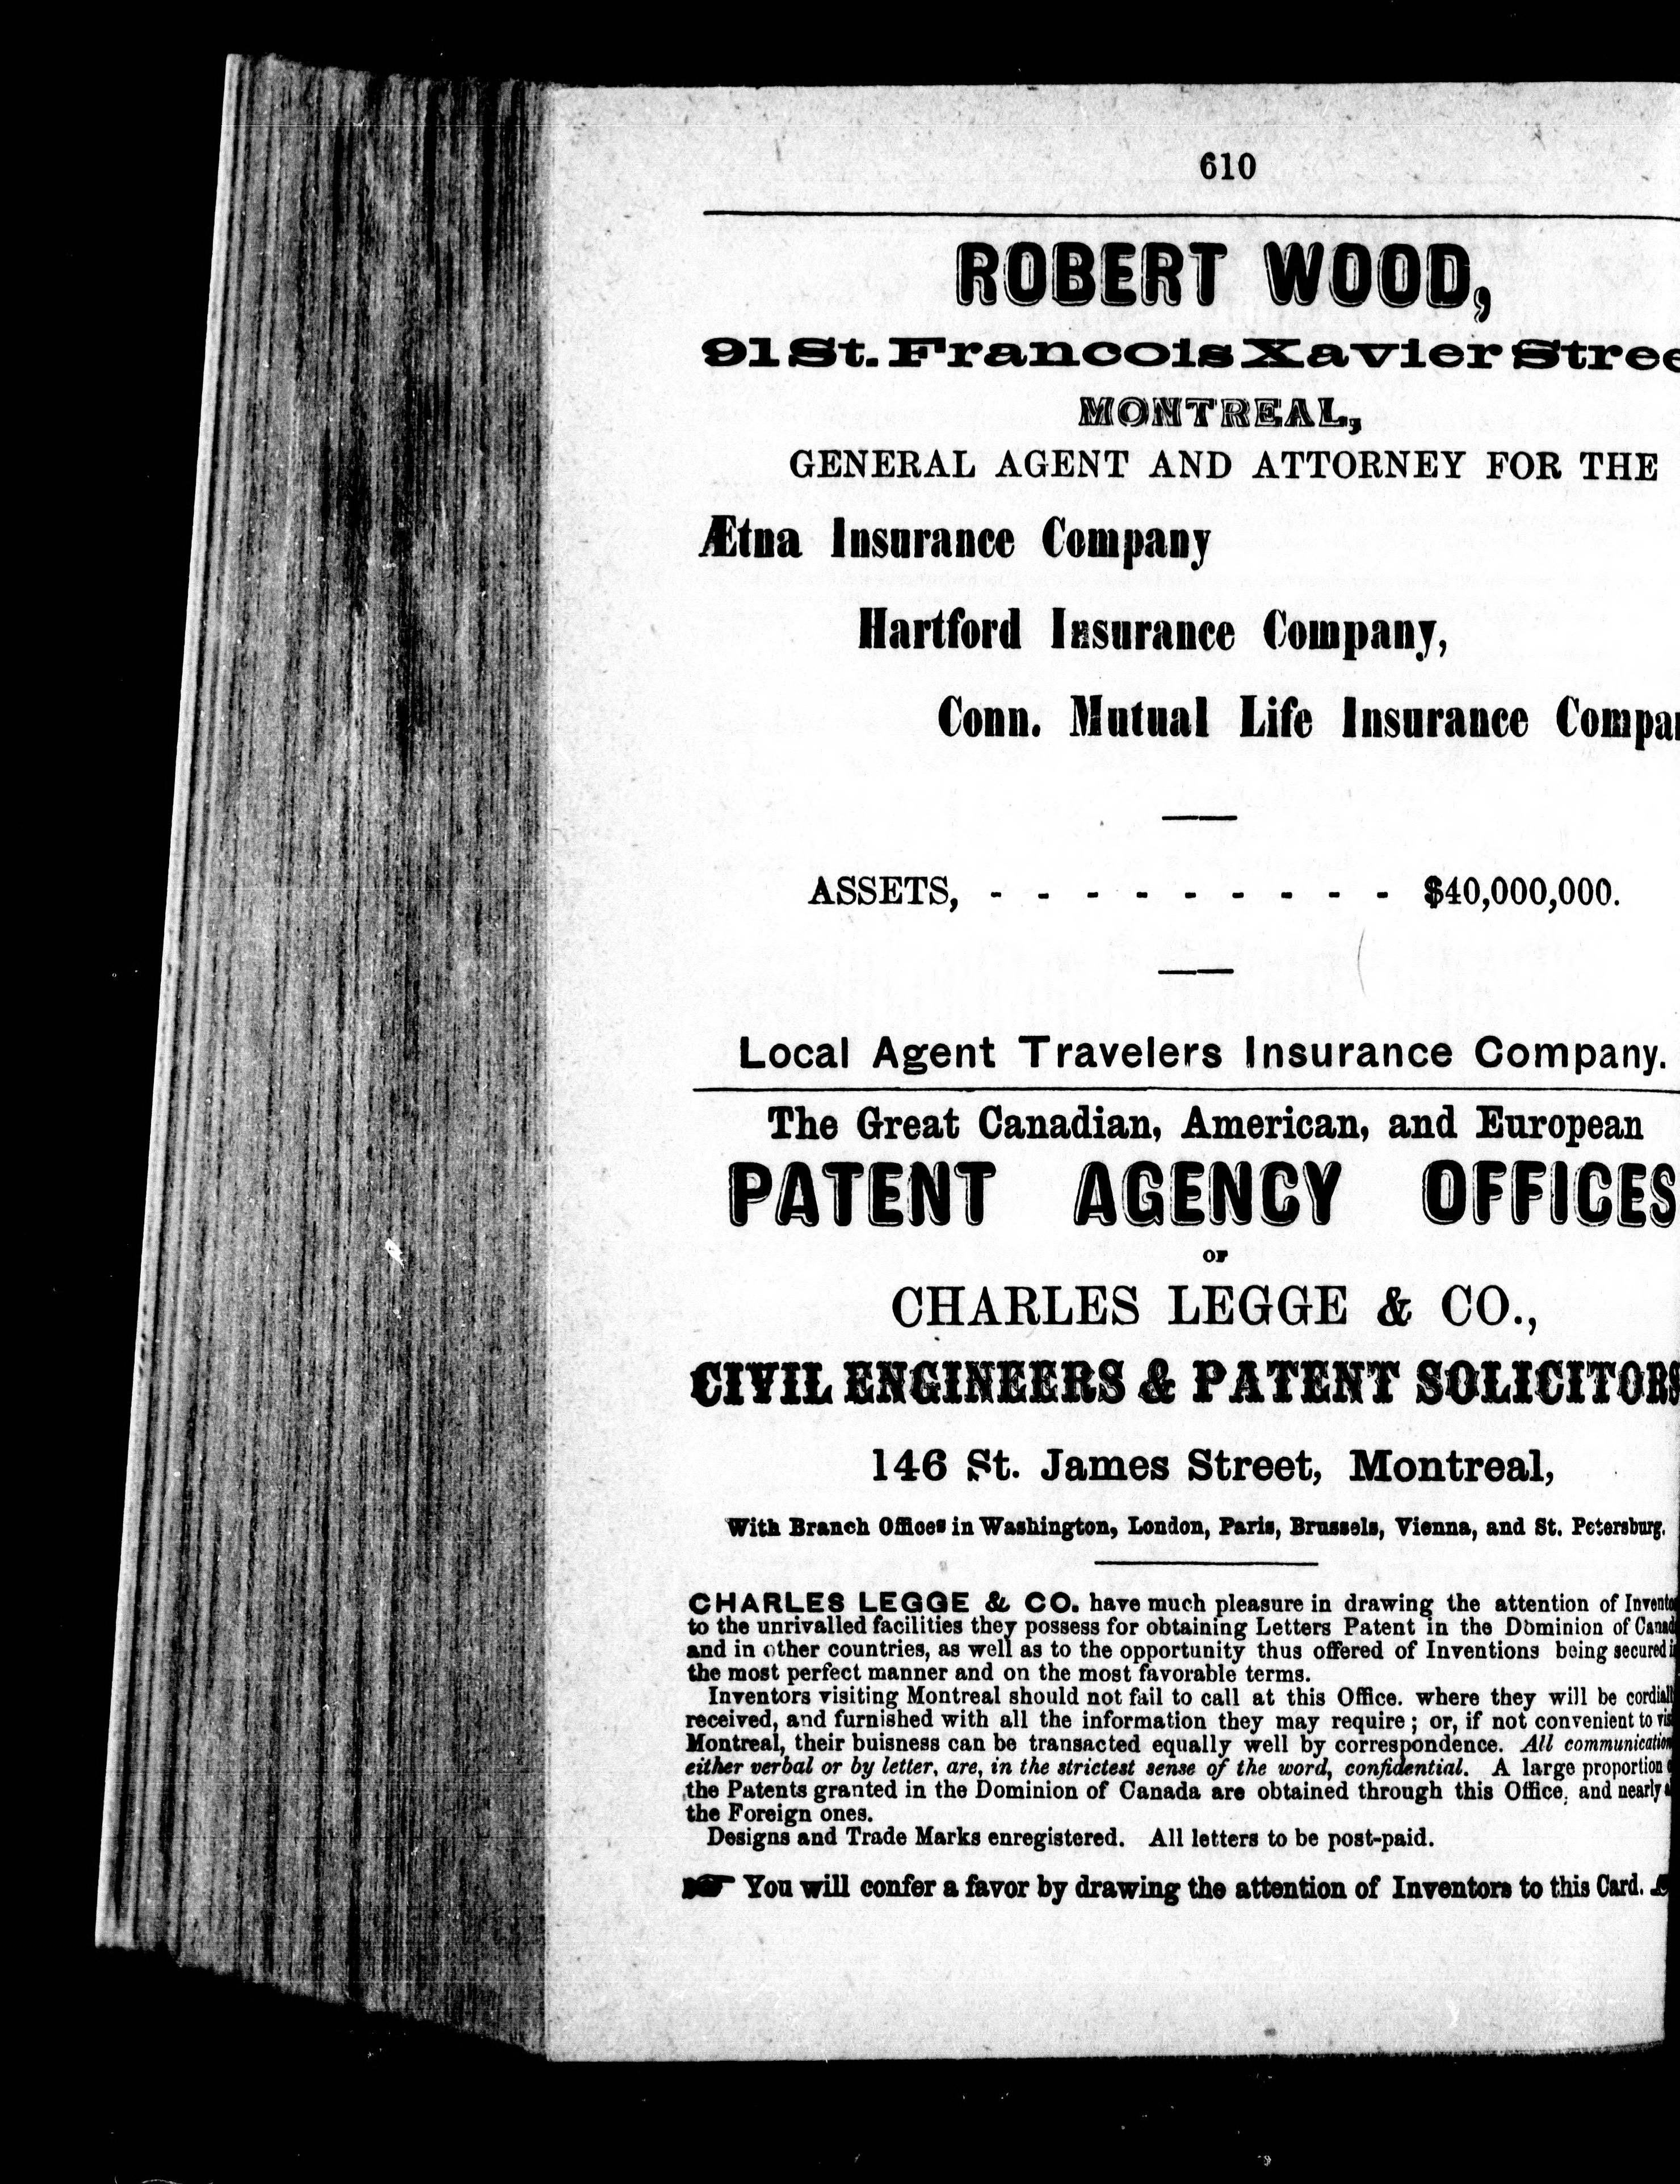 610
ROBERT WOOD,
91 St. Francois Xavier Stree
MONTREAL,
GENERAL AGENT AND ATTORNEY FOR THE
Ætna Insurance Company
Hartford Insurance Company,
Conn. Mutual Life Insurance Compa
ASSETS, - - - - - - - - - $40,000,000.
Local Agent Travelers Insurance Company.
The Great Canadian, American, and European
PATENT AGENCY OFFICES
OF
CHARLES LEGGE & CO.,
CIVIL ENGINEERS & PATENT SOLICITORS
146 St. James Street, Montreal,
With Branch Offices in Washington, London, Paris, Brussels, Vienna, and St. Petersburg.
CHARLES LEGGE & CO. have much pleasure in drawing the attention of Invento
to the unrivalled facilities they possess for obtaining Letters Patent in the Dominion of Canad
and in other countries, as well as to the opportunity thus offered of Inventions being secured i
the most perfect manner and on the most favorable terms.
Inventors visiting Montreal should not fail to call at this Office. where they will be cordiall
received, and furnished with all the information they may require; or, if not convenient to vis
Montreal, their buisness can be transacted equally well by correspondence. All communication
either verbal or by letter, are, in the strictest sense of the word, confidential. A large proportion
the Patents granted in the Dominion of Canada are obtained through this Office. and nearly
the Foreign ones.
Designs and Trade Marks enregistered. All letters to be post-paid.
☛ You will confer a favor by drawing the attention of Inventors to this Card.